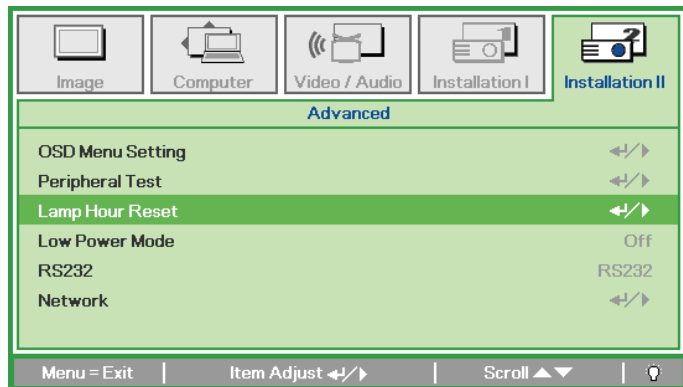 Image Computer Video / Audio Installation I Installation II
Advanced
OSD Menu Setting
Peripheral Test
Lamp Hour Reset
Low Power Mode Off
RS232 RS232
Network
Menu = Exit Item Adjust Scroll